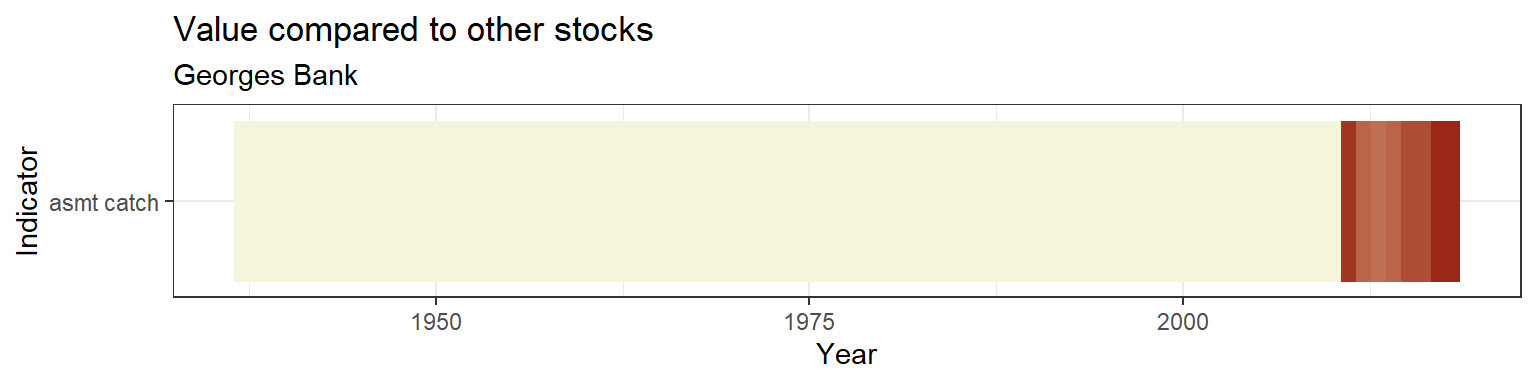 Value compared to other stocks
Georges Bank
Indicator
asmt catch
1950 1975 2000
Year